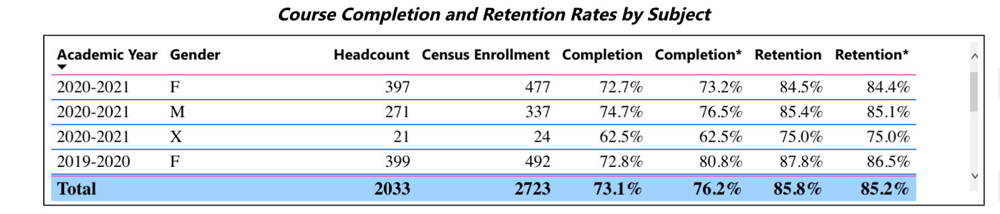 Course Completion and Retention Rates by Subject
Academic Year Gender Headcount Census Enrollment Completion Completion* Retention Retention*
2020-2021 F 397 477 72.7% 73.2% 84.5% 84.4%
2020-2021 M 271 337 74.7% 76.5% 85.4% 85.1%
2020-2021 X 21 24 62.5% 62.5% 75.0% 75.0%
2019-2020 F 399 492 72.8% 80.8% 87.8% 86.5%
Total 2033 2723 73.1% 76.2% 85.8% 85.2%